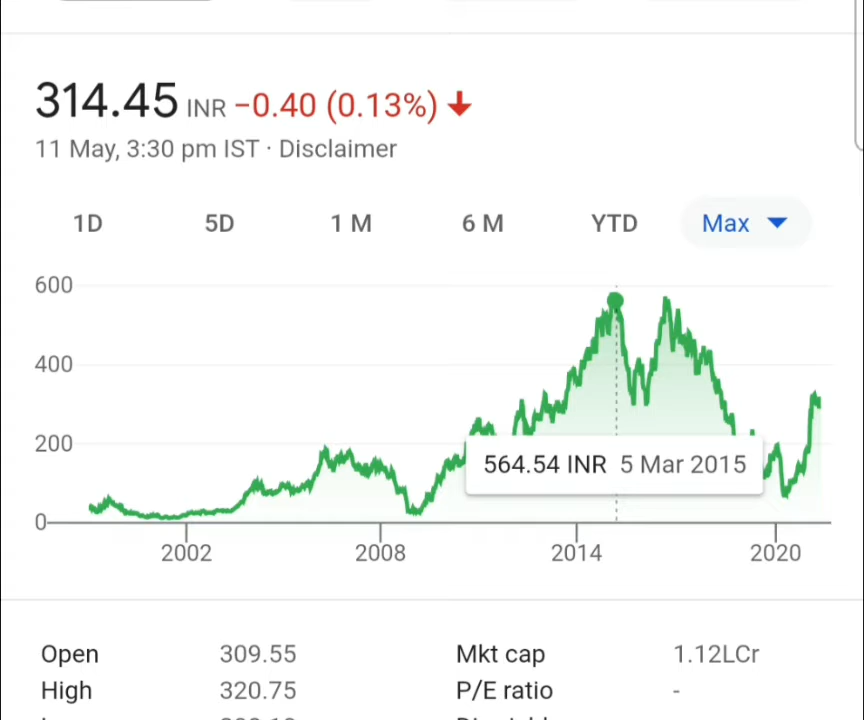 314.45 INR −0.40 (0.13%)
11 May, 3:30 pm IST · Disclaimer
1D 5D 1 M 6 M YTD Max
600
400
200
564.54 INR 5 Mar 2015
0
2002 2008 2014 2020
Open 309.55 Mkt cap 1.12LCr
High 320.75 P/E ratio -